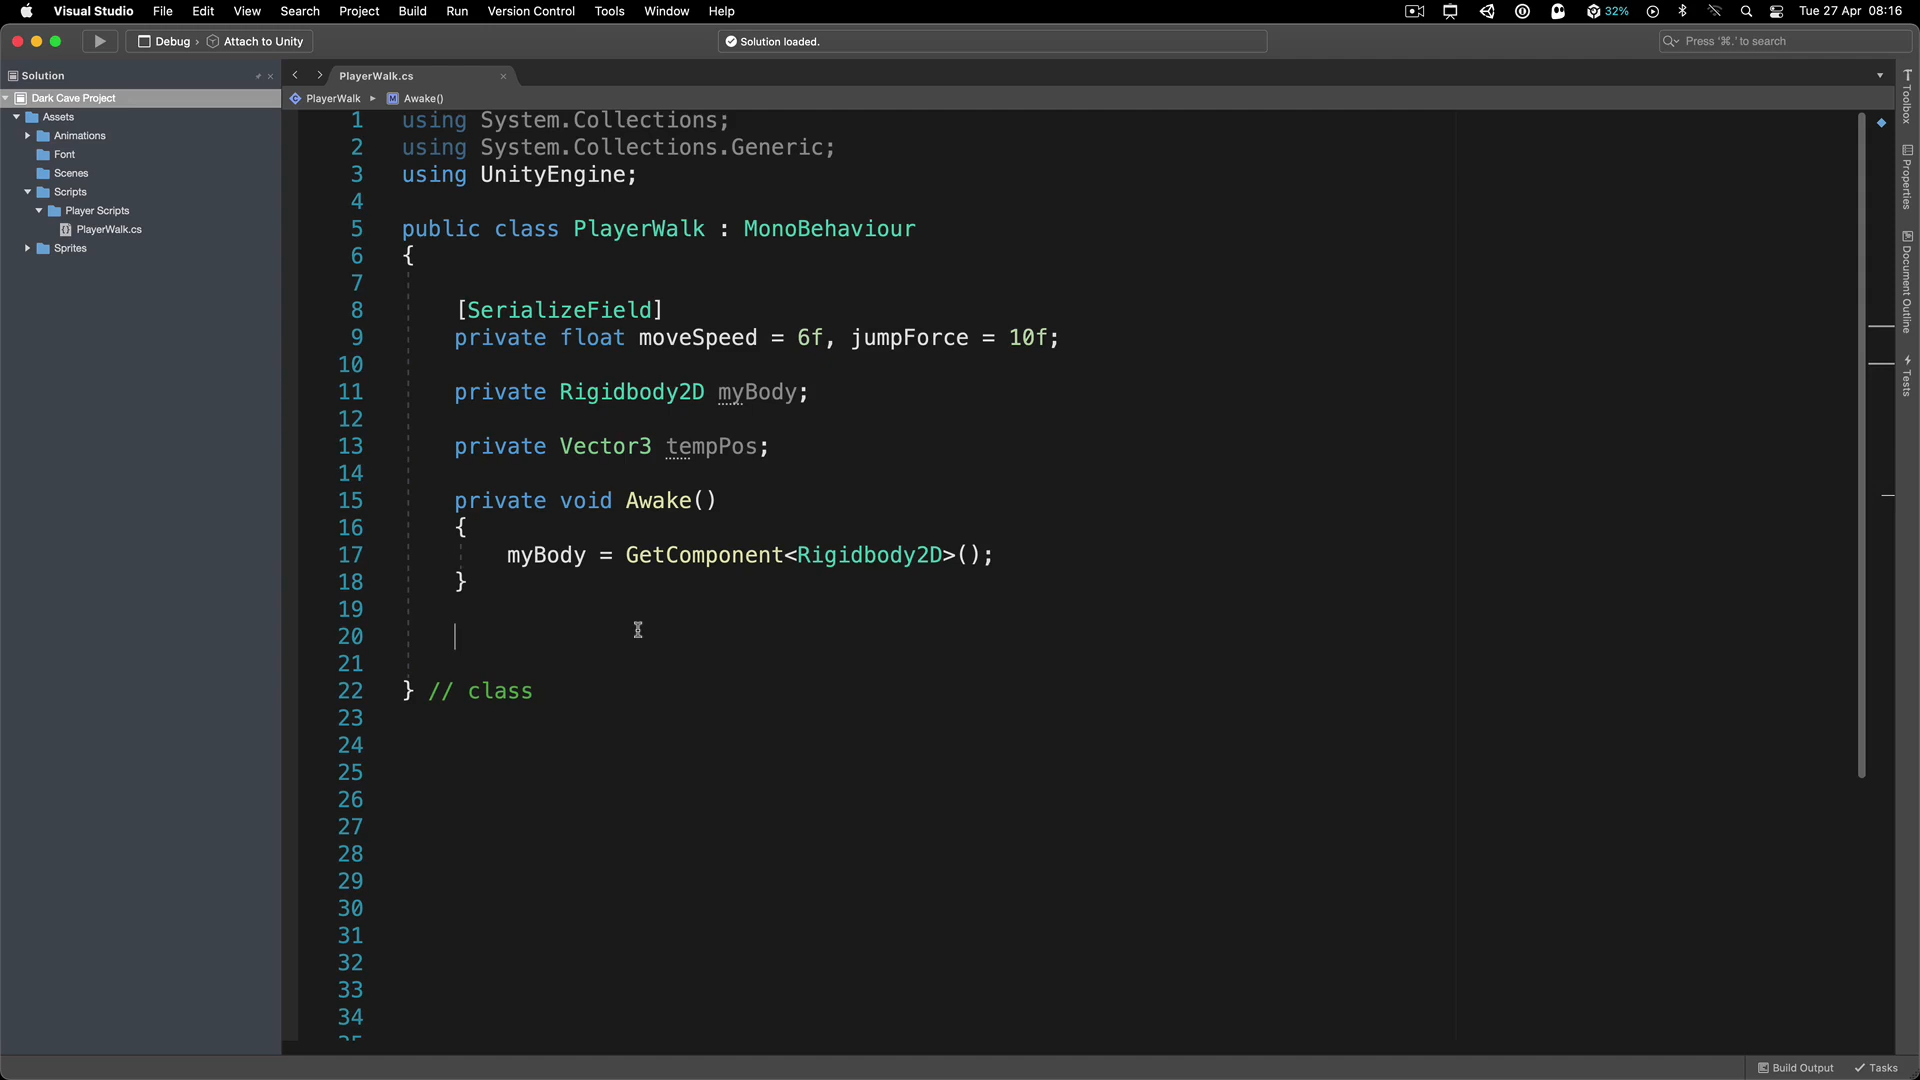 Visual Studio File Edit View Search Project Build Run Version Control Tools Window Help 32% Tue 27 Apr 08:16
Debug › Attach to Unity Solution loaded. Press '⌘.' to search
Solution
Dark Cave Project
Assets
Animations
Font
Scenes
Scripts
Player Scripts
PlayerWalk.cs
Sprites
PlayerWalk.cs
PlayerWalk Awake()
1 using System.Collections;
2 using System.Collections.Generic;
3 using UnityEngine;
4
5 public class PlayerWalk : MonoBehaviour
6 {
7
8 [SerializeField]
9 private float moveSpeed = 6f, jumpForce = 10f;
10
11 private Rigidbody2D myBody;
12
13 private Vector3 tempPos;
14
15 private void Awake()
16 {
17 myBody = GetComponent<Rigidbody2D>();
18 }
19
20
21
22 } // class
23
24
25
26
27
28
29
30
31
32
33
34
35
Toolbox
Properties
Document Outline
Tests
Build Output Tasks